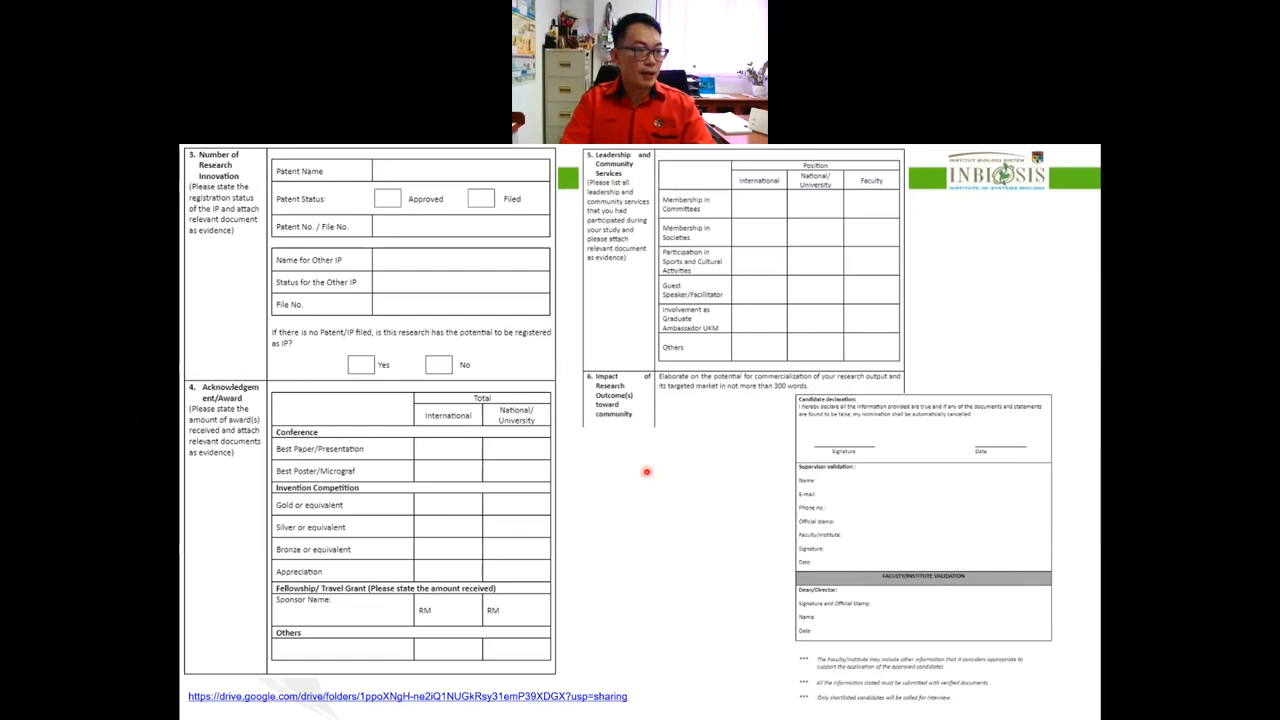 3. Number of
Research
Innovation
(Please state the
registration status
of the IP and attach
relevant document
as evidence)
Patent Name
Patent Status:
Approved
Filed
Patent No. / File No.
Name for Other IP
Status for the Other IP
File No.
If there is no Patent/IP filed, is this research has the potential to be registered
as IP?
Yes
No
4. Acknowledgem
ent/Award
(Please state the
amount of award(s)
received and attach
relevant documents
as evidence)
Total
International
National/
University
Conference
Best Paper/Presentation
Best Poster/Micrograf
Invention Competition
Gold or equivalent
Silver or equivalent
Bronze or equivalent
Appreciation
Fellowship/ Travel Grant (Please state the amount received)
Sponsor Name:
RM
RM
Others
https://drive.google.com/drive/folders/1ppoXNgH-ne2iQ1NUGkRsy31emP39XDGX?usp=sharing
5. Leadership and
Community
Services
(Please list all
leadership and
community services
that you had
participated during
your study and
please attach
relevant document
as evidence)
Position
International
National/
University
Faculty
Membership in
Committees
Membership in
Societies
Participation in
Sports and Cultural
Activities
Guest
Speaker/Facilitator
Involvement as
Graduate
Ambassador UKM
Others
6. Impact of
Research
Outcome(s)
toward
community
Elaborate on the potential for commercialization of your research output and
its targeted market in not more than 300 words.
INSTITUT BIOLOGI SISTEM
INBIOSIS
INSTITUTE OF SYSTEMS BIOLOGY
Candidate declaration:
I hereby declare all the information provided are true and if any of the documents and statements
are found to be false, my nomination shall be automatically cancelled.
Signature
Date
Supervisor validation :
Name:
E-mail:
Phone no.:
Official stamp:
Faculty/Institute:
Signature:
Date:
FACULTY/INSTITUTE VALIDATION
Dean/Director:
Signature and Official Stamp:
Name:
Date:
*** The Faculty/Institute may include other information that it considers appropriate to
support the application of the approved candidates
*** All the information stated must be submitted with verified documents.
*** Only shortlisted candidates will be called for interview.